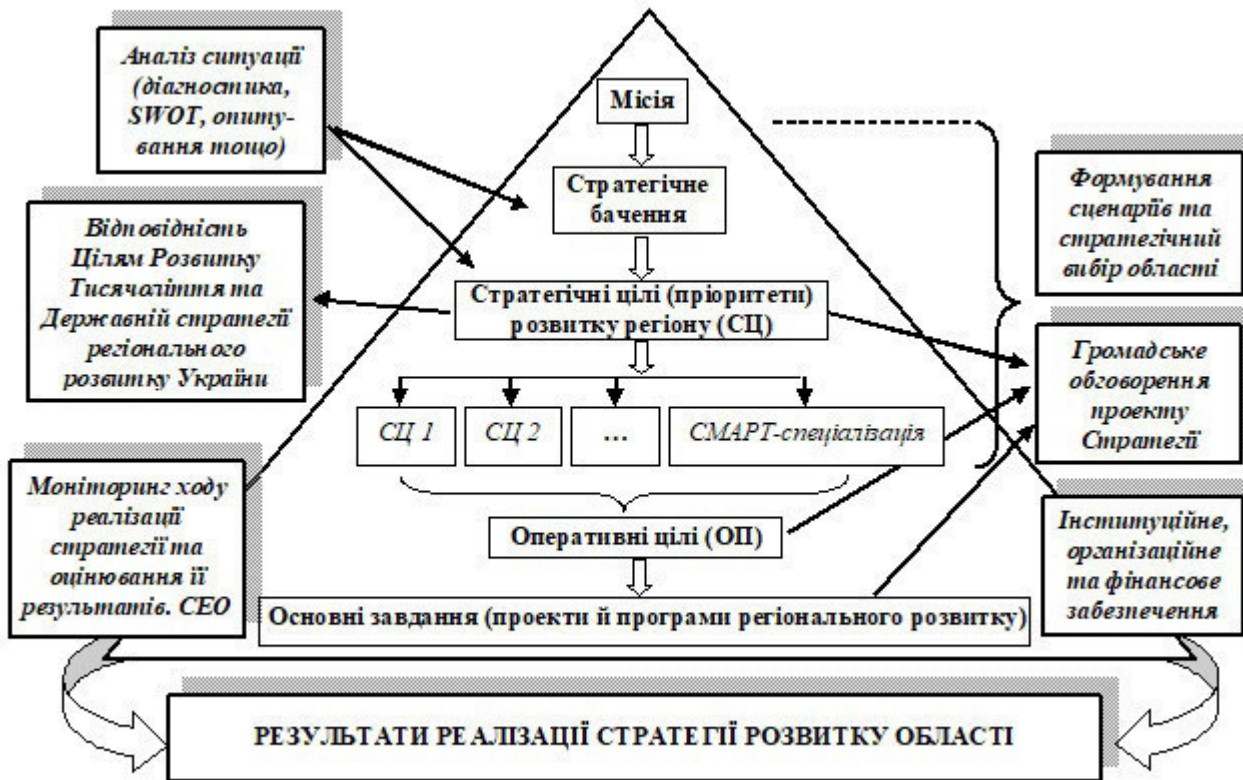 Аналіз ситуації
(діагностика,
SWOT, опиту-
вання тощо)
Місія
Стратегічне
бачення
Формування
сценаріїв та
стратегічний
вибір області
Відповідність
Цілям Розвитку
Тисячоліття та
Державній стратегії
регіонального
розвитку України
Стратегічні цілі (пріоритети)
розвитку регіону (СЦ)
Громадське
обговорення
проекту
Стратегії
СЦ 1
СЦ 2
...
СМАРТ-спеціалізація
Моніторинг ходу
реалізації
стратегії та
оцінювання її
результатів. СЕО
Оперативні цілі (ОП)
Інституційне,
організаційне
та фінансове
забезпечення
Основні завдання (проекти й програми регіонального розвитку)
РЕЗУЛЬТАТИ РЕАЛІЗАЦІЇ СТРАТЕГІЇ РОЗВИТКУ ОБЛАСТІ